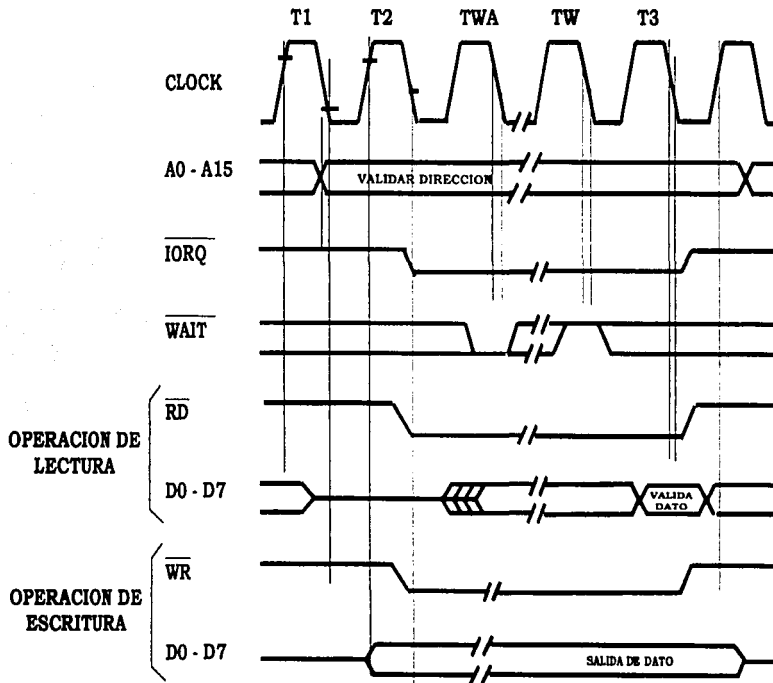 T1 T2 TWA TW T3
CLOCK
A0 - A15
VALIDAR DIRECCION
IORQ
WAIT
OPERACION DE
LECTURA
RD
D0 - D7
VALIDA
DATO
OPERACION DE
ESCRITURA
WR
D0 - D7
SALIDA DE DATO